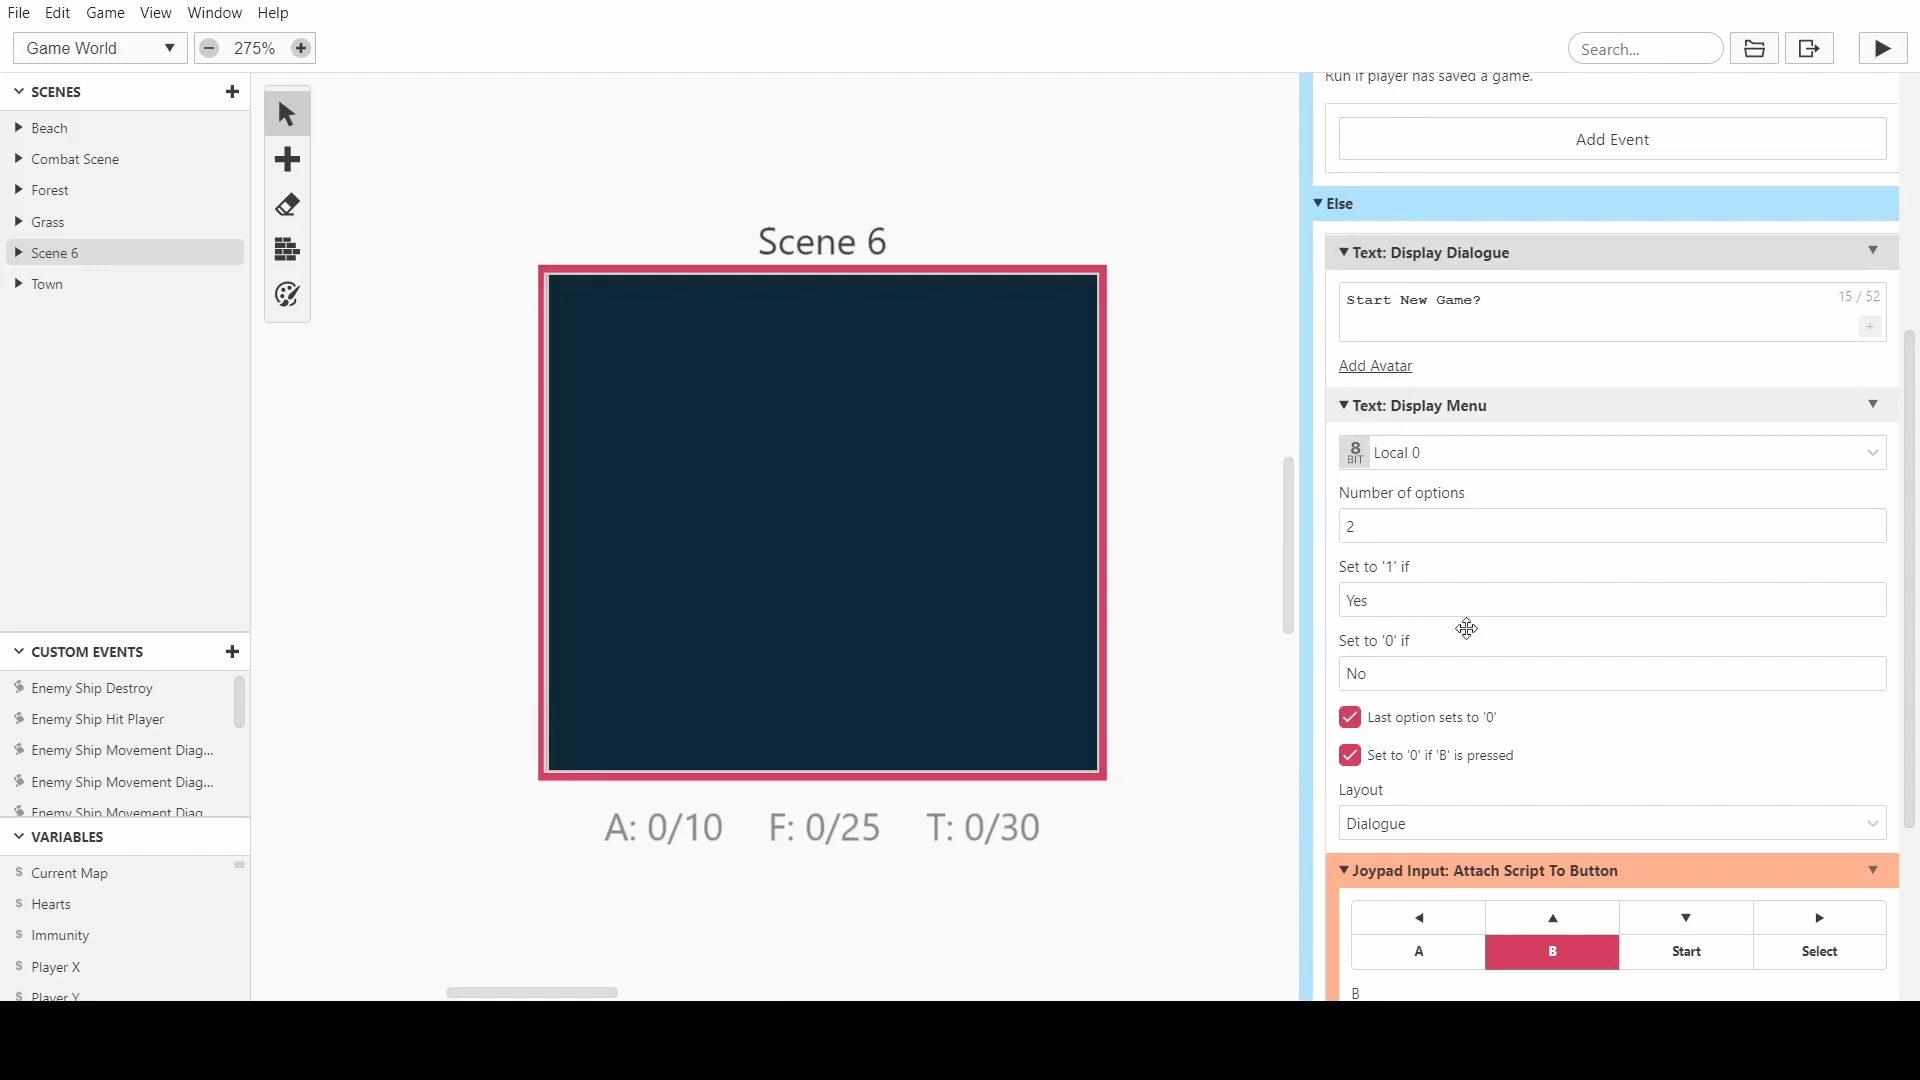 File Edit Game View Window Help
Game World
275%
Search...
SCENES
Beach
Combat Scene
Forest
Grass
Scene 6
Town
CUSTOM EVENTS
Enemy Ship Destroy
Enemy Ship Hit Player
Enemy Ship Movement Diag...
Enemy Ship Movement Diag...
Enemy Ship Movement Diag
VARIABLES
$ Current Map
$ Hearts
$ Immunity
$ Player X
$ Player Y
Scene 6
A: 0/10 F: 0/25 T: 0/30
Run if player has saved a game.
Add Event
Else
Text: Display Dialogue
Start New Game?
15 / 52
+
Add Avatar
Text: Display Menu
8 BIT Local 0
Number of options
2
Set to '1' if
Yes
Set to '0' if
No
Last option sets to '0'
Set to '0' if 'B' is pressed
Layout
Dialogue
Joypad Input: Attach Script To Button
A B Start Select
B